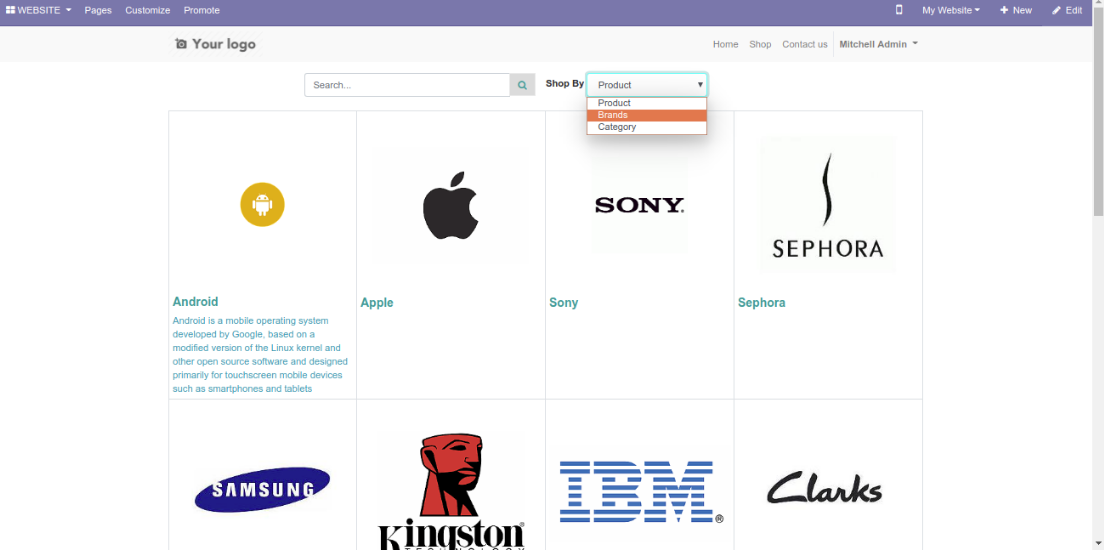 WEBSITE Pages Customize Promote My Website New Edit
Your logo Home Shop Contact us Mitchell Admin
Search... Shop By Product
Product
Brands
Category
SONY.
SEPHORA
Android Apple Sony Sephora
Android is a mobile operating system
developed by Google, based on a
modified version of the Linux kernel and
other open source software and designed
primarily for touchscreen mobile devices
such as smartphones and tablets
SAMSUNG Kingston® IBM® Clarks
TECHNOLOGY